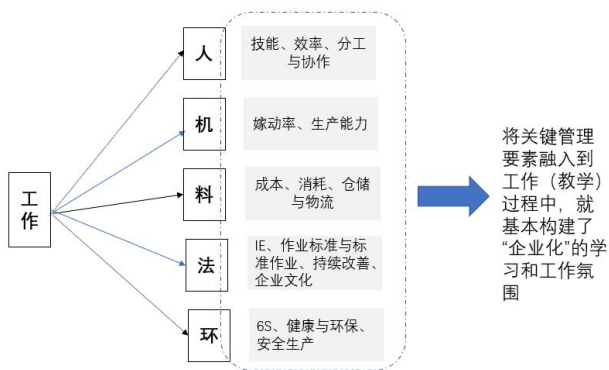 工
作
人
技能、效率、分工
与协作
机
嫁动率、生产能力
料
成本、消耗、仓储
与物流
法
IE、作业标准与标
准作业、持续改善、
企业文化
环
6S、健康与环保、
安全生产
将关键管理
要素融入到
工作（教学）
过程中，就
基本构建了
“企业化”的学
习和工作氛
围